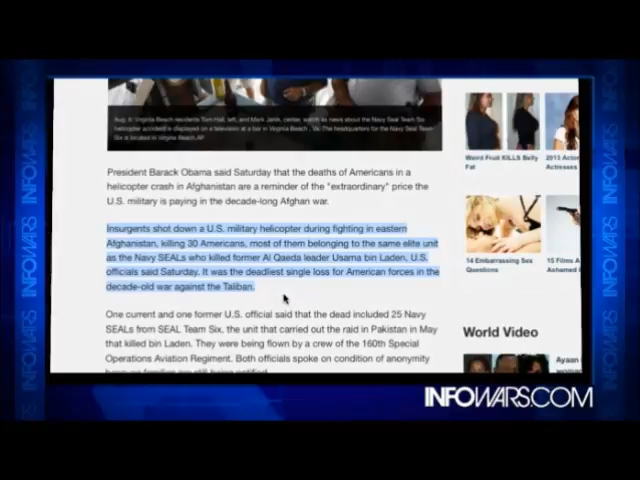 Aug. 6: Virginia Beach residents Tom Hall, left, and Mark Janik, center, watch as news about the Navy Seal Team Six
helicopter accident is displayed on a television at a bar in Virginia Beach, Va. The headquarters for the Navy Seal Team
Six is located in Virginia Beach.AP
President Barack Obama said Saturday that the deaths of Americans in a
helicopter crash in Afghanistan are a reminder of the "extraordinary" price the
U.S. military is paying in the decade-long Afghan war.
Insurgents shot down a U.S. military helicopter during fighting in eastern
Afghanistan, killing 30 Americans, most of them belonging to the same elite unit
as the Navy SEALs who killed former Al Qaeda leader Usama bin Laden, U.S.
officials said Saturday. It was the deadliest single loss for American forces in the
decade-old war against the Taliban.
One current and one former U.S. official said that the dead included 25 Navy
SEALs from SEAL Team Six, the unit that carried out the raid in Pakistan in May
that killed bin Laden. They were being flown by a crew of the 160th Special
Operations Aviation Regiment. Both officials spoke on condition of anonymity
because families are still being notified.
Weird Fruit KILLS Belly
Fat
2013 Actor
Actresses
14 Embarrassing Sex
Questions
15 Films A
Ashamed
World Video
Ayaan
INFOWARS
INFOWARS
INFOWARS
INFOWARS
INFOWARS.COM